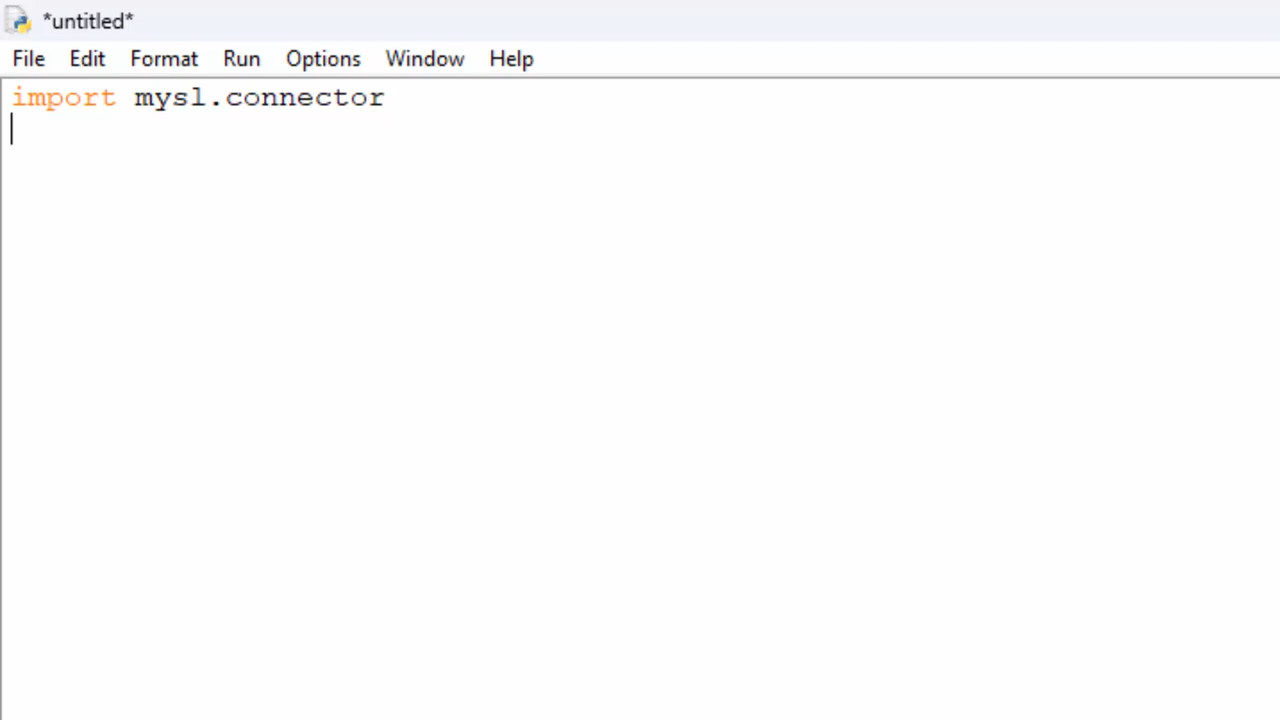 *untitled*
File Edit Format Run Options Window Help
import mysl.connector